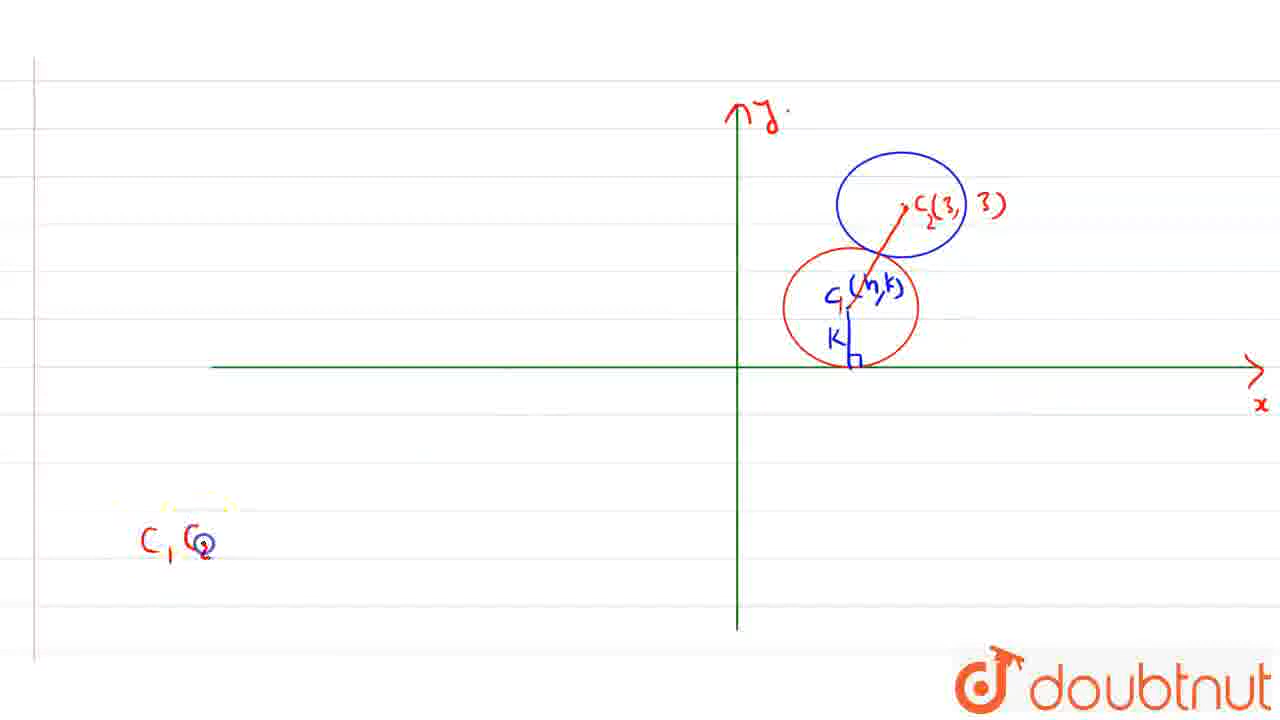 y
C₂(3, 3)
C₁(h,k)
K
x
C₁C₂
doubtnut